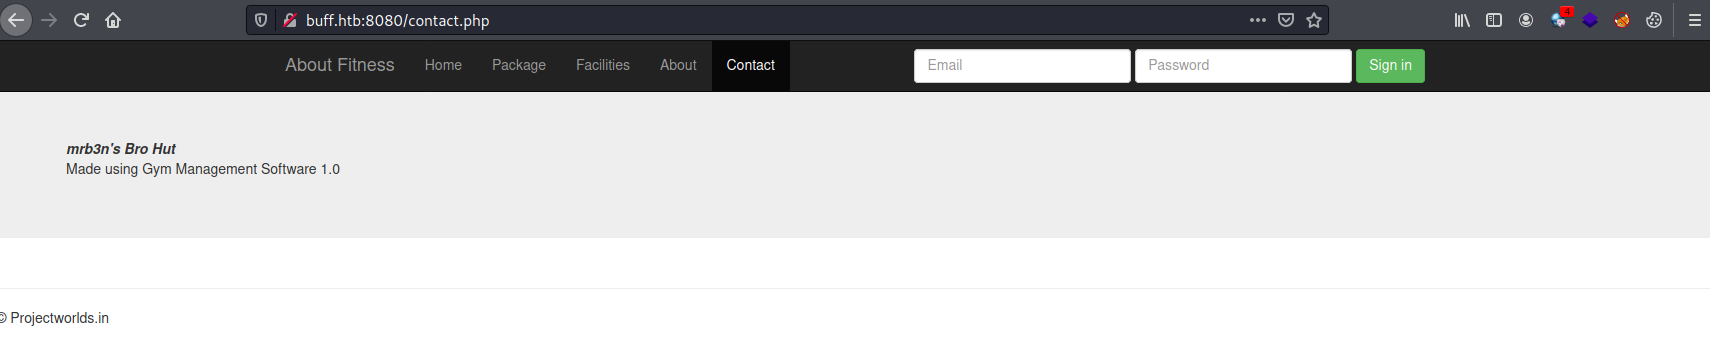 buff.htb:8080/contact.php
4
About Fitness Home Package Facilities About Contact Email Password Sign in
mrb3n's Bro Hut
Made using Gym Management Software 1.0
© Projectworlds.in